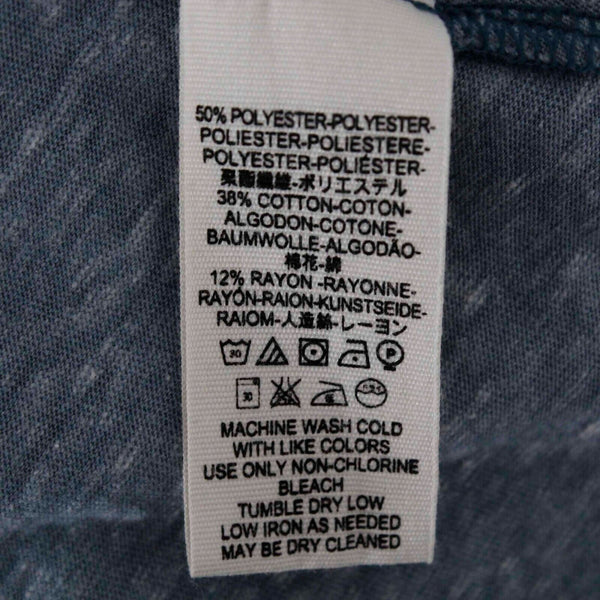 50% POLYESTER-POLYESTER-
POLIESTER-POLIESTERE-
POLYESTER-POLIÉSTER-
聚酯纖維-ポリエステル
38% COTTON-COTON-
ALGODON-COTONE-
BAUMWOLLE-ALGODÃO-
棉花-綿
12% RAYON -RAYONNE-
RAYÓN-RAION-KUNSTSEIDE-
RAIOM-人造絲-レーヨン
30 P
30
MACHINE WASH COLD
WITH LIKE COLORS
USE ONLY NON-CHLORINE
BLEACH
TUMBLE DRY LOW
LOW IRON AS NEEDED
MAY BE DRY CLEANED